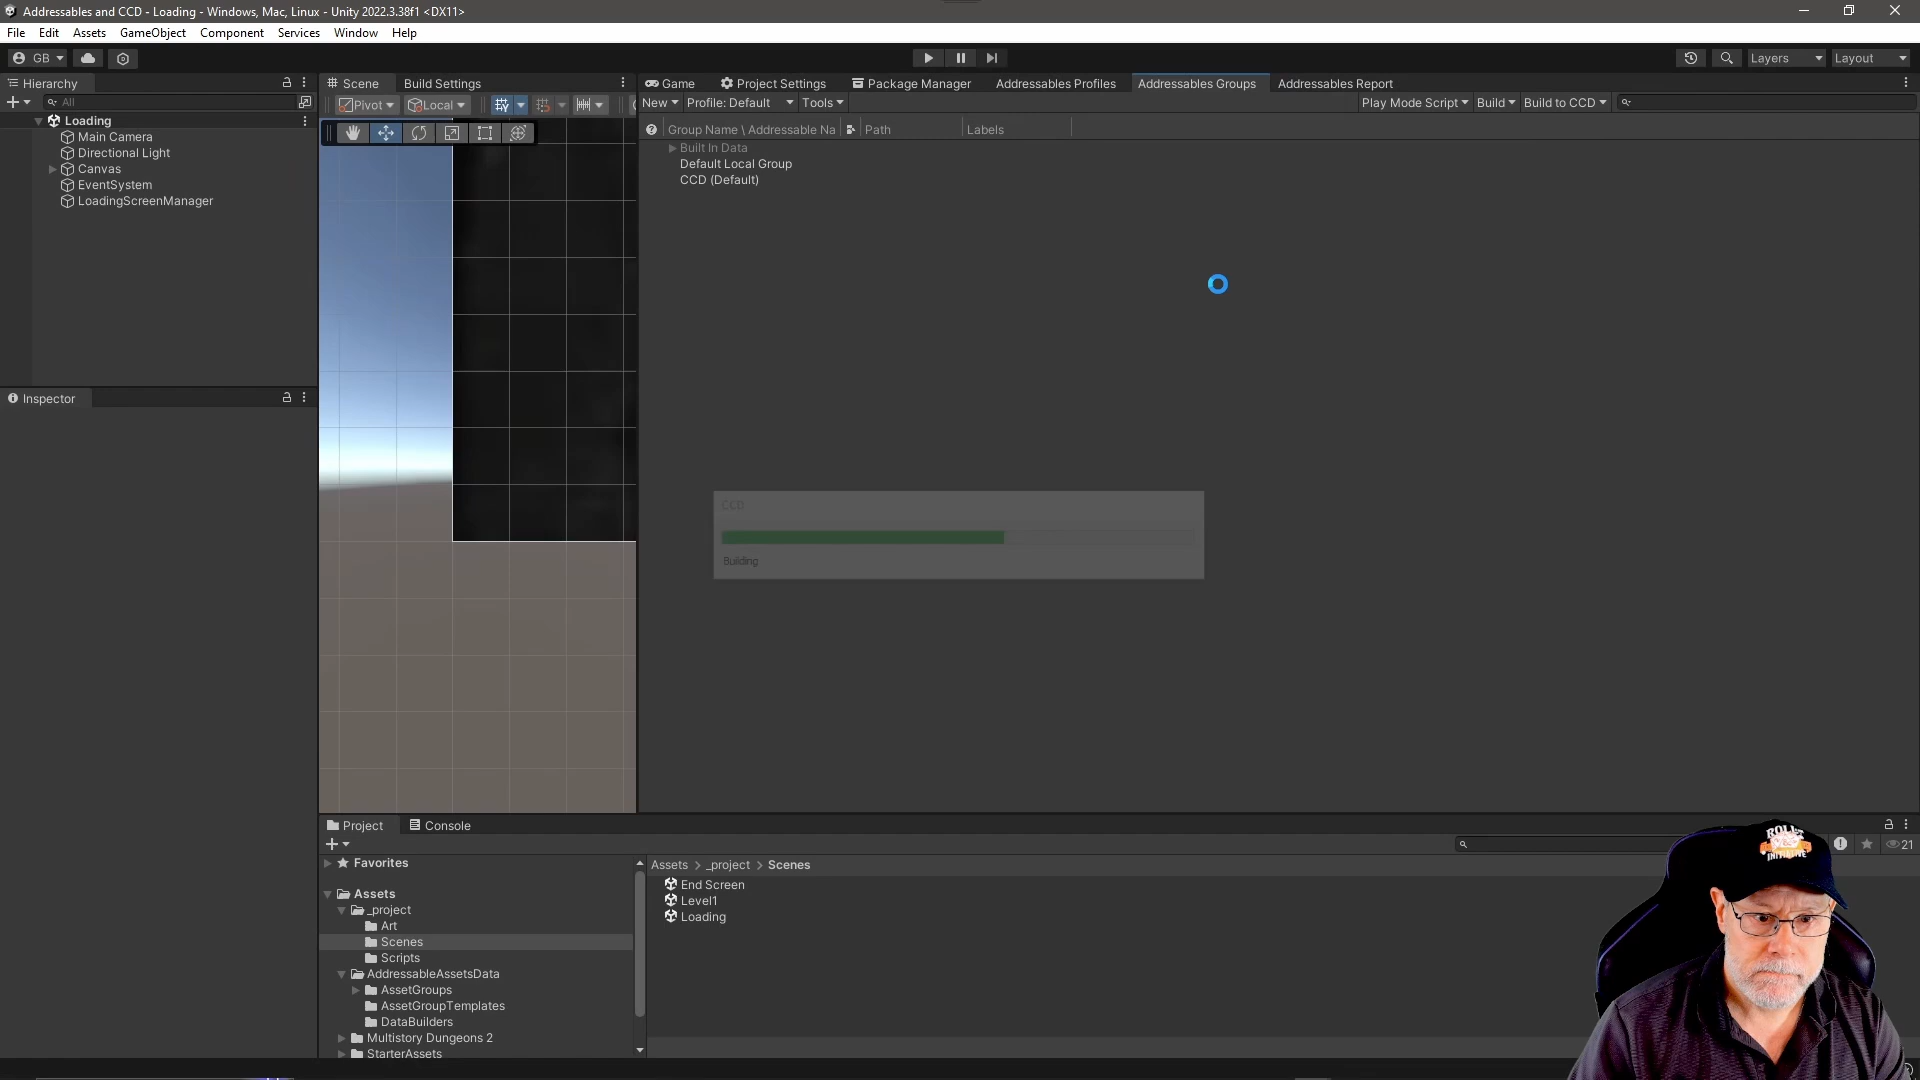 Addressables and CCD - Loading - Windows, Mac, Linux - Unity 2022.3.38f1 <DX11>
File Edit Assets GameObject Component Services Window Help
GB
Layers Layout
Hierarchy
Scene Build Settings
Game Project Settings Package Manager Addressables Profiles Addressables Groups Addressables Report
All
Pivot Local
New Profile: Default Tools
Play Mode Script Build Build to CCD
Group Name \ Addressable Na Path Labels
Loading
Main Camera
Directional Light
Canvas
EventSystem
LoadingScreenManager
Built In Data
Default Local Group
CCD (Default)
Inspector
CCD
Building
Project Console
21
Favorites
Assets
_project
Art
Scenes
Scripts
AddressableAssetsData
AssetGroups
AssetGroupTemplates
DataBuilders
Multistory Dungeons 2
StarterAssets
Assets > _project > Scenes
End Screen
Level1
Loading
INITIATIVE